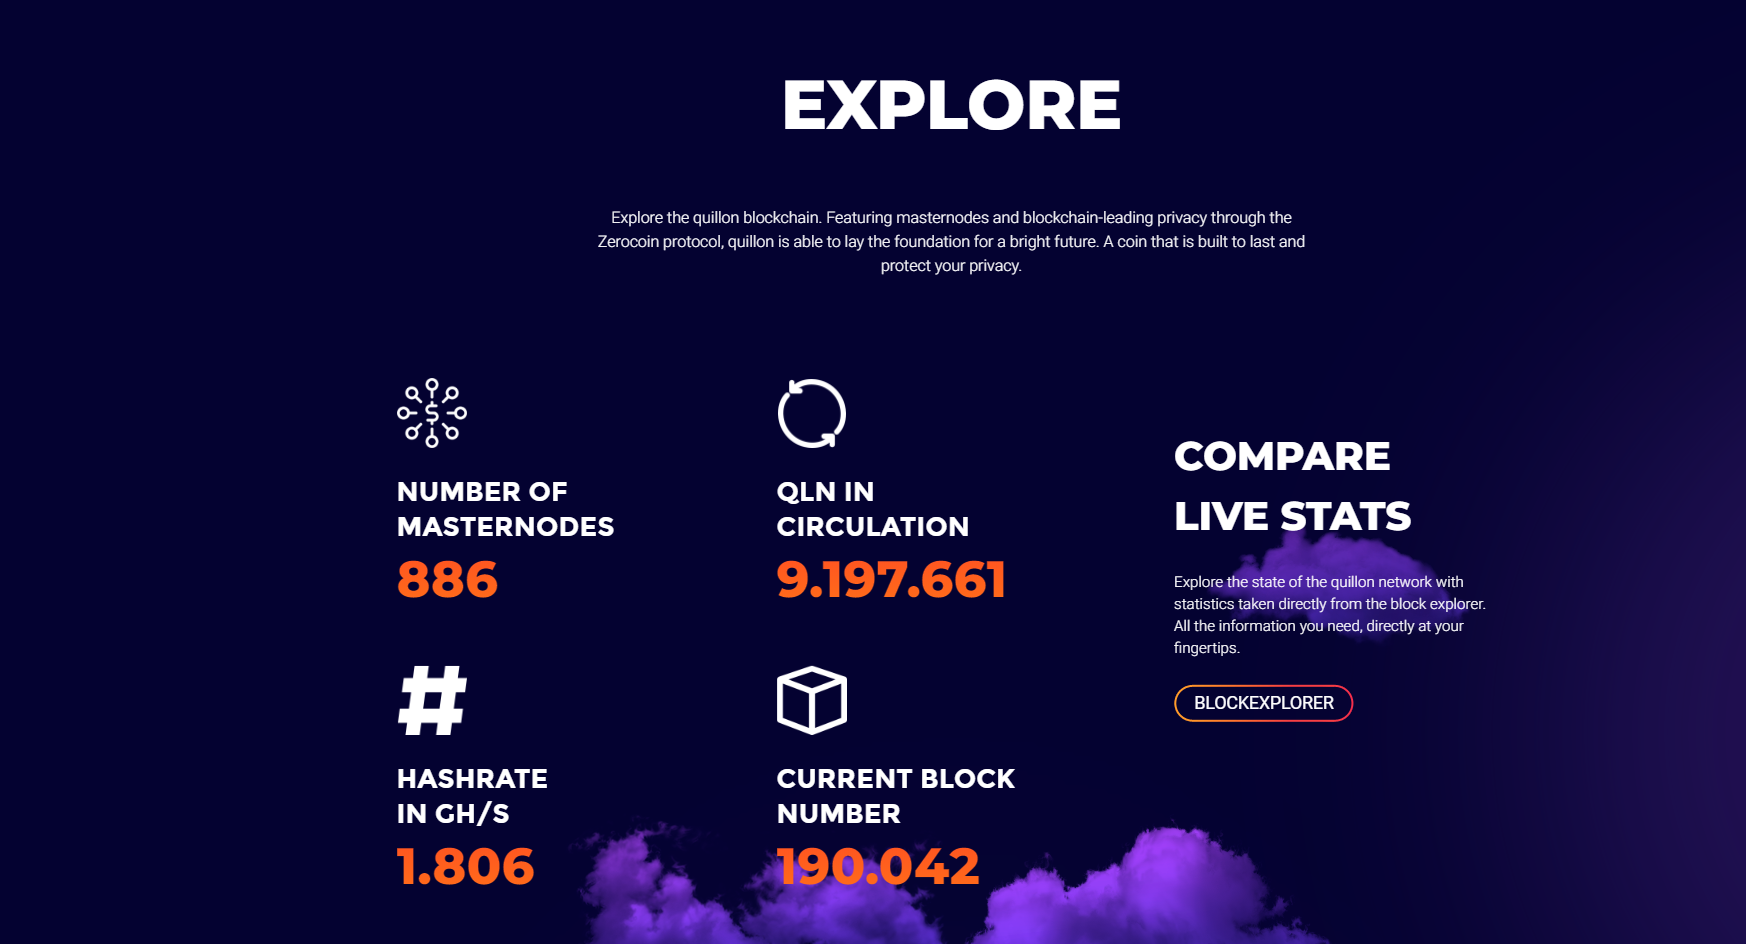 EXPLORE
Explore the quillon blockchain. Featuring masternodes and blockchain-leading privacy through the
Zerocoin protocol, quillon is able to lay the foundation for a bright future. A coin that is built to last and
protect your privacy.
NUMBER OF
MASTERNODES
886
QLN IN
CIRCULATION
9.197.661
HASHRATE
IN GH/S
1.806
CURRENT BLOCK
NUMBER
190.042
COMPARE
LIVE STATS
Explore the state of the quillon network with
statistics taken directly from the block explorer.
All the information you need, directly at your
fingertips.
BLOCKEXPLORER